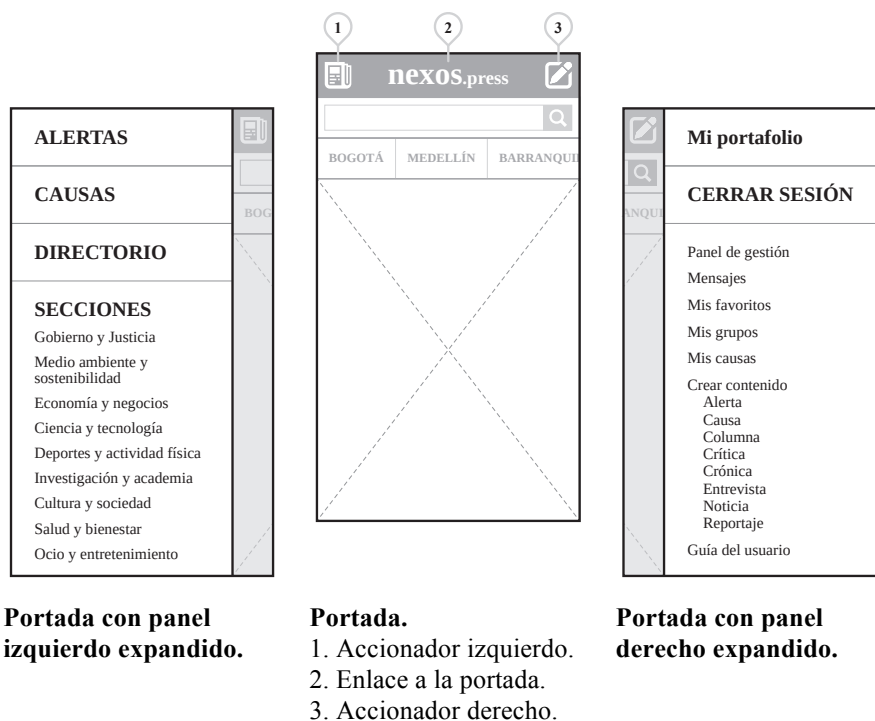 ALERTAS
CAUSAS
DIRECTORIO
SECCIONES
Gobierno y Justicia
Medio ambiente y
sostenibilidad
Economía y negocios
Ciencia y tecnología
Deportes y actividad física
Investigación y academia
Cultura y sociedad
Salud y bienestar
Ocio y entretenimiento
BOG
Portada con panel
izquierdo expandido.
1 2 3
nexos.press
BOGOTÁ MEDELLÍN BARRANQUI
Portada.
1. Accionador izquierdo.
2. Enlace a la portada.
3. Accionador derecho.
ANQUI
Mi portafolio
CERRAR SESIÓN
Panel de gestión
Mensajes
Mis favoritos
Mis grupos
Mis causas
Crear contenido
Alerta
Causa
Columna
Crítica
Crónica
Entrevista
Noticia
Reportaje
Guía del usuario
Portada con panel
derecho expandido.